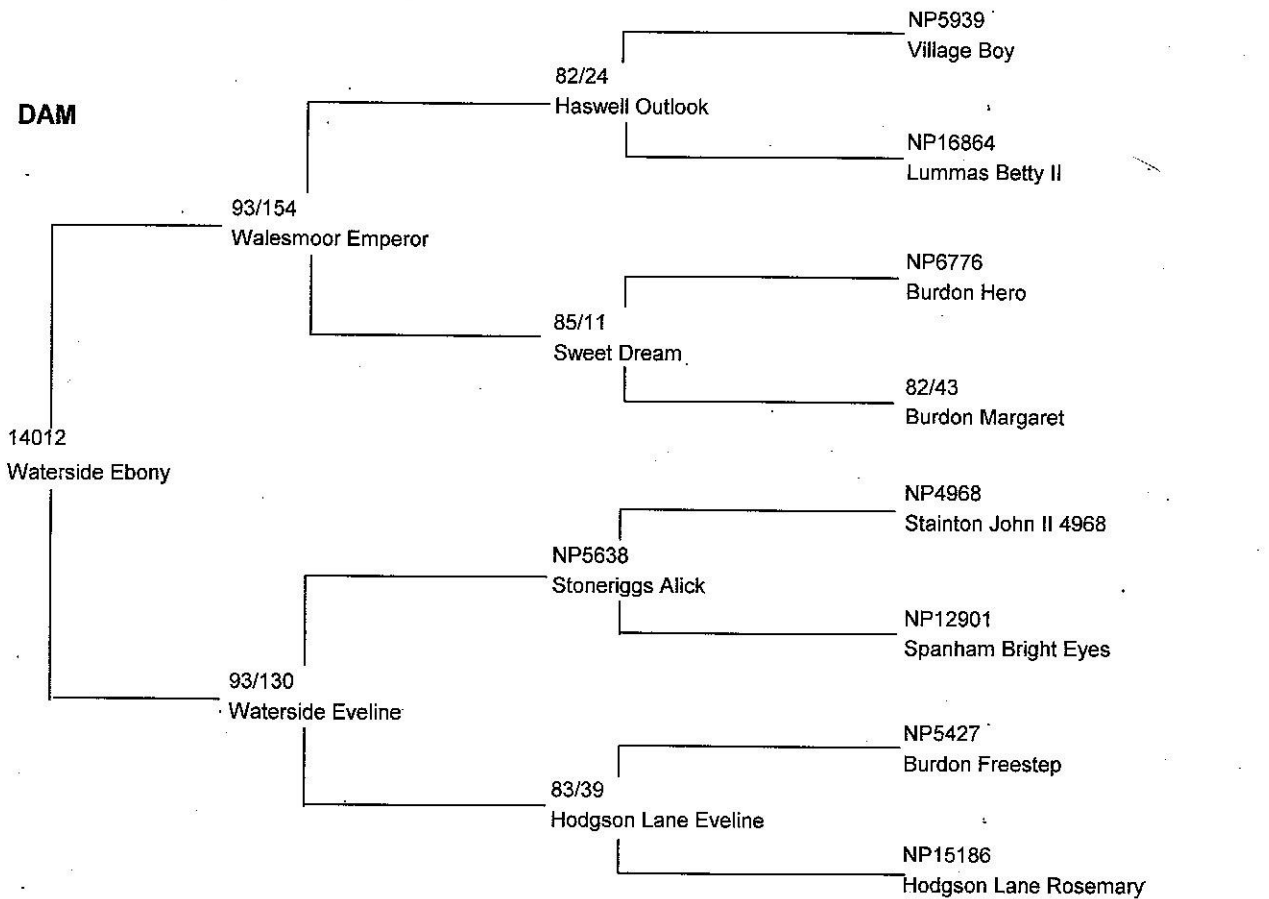 NP5939
Village Boy
82/24
Haswell Outlook
DAM
NP16864
Lummas Betty II
93/154
Walesmoor Emperor
NP6776
Burdon Hero
85/11
Sweet Dream
82/43
Burdon Margaret
14012
Waterside Ebony
NP4968
Stainton John II 4968
NP5638
Stoneriggs Alick
NP12901
Spanham Bright Eyes
93/130
Waterside Eveline
NP5427
Burdon Freestep
83/39
Hodgson Lane Eveline
NP15186
Hodgson Lane Rosemary